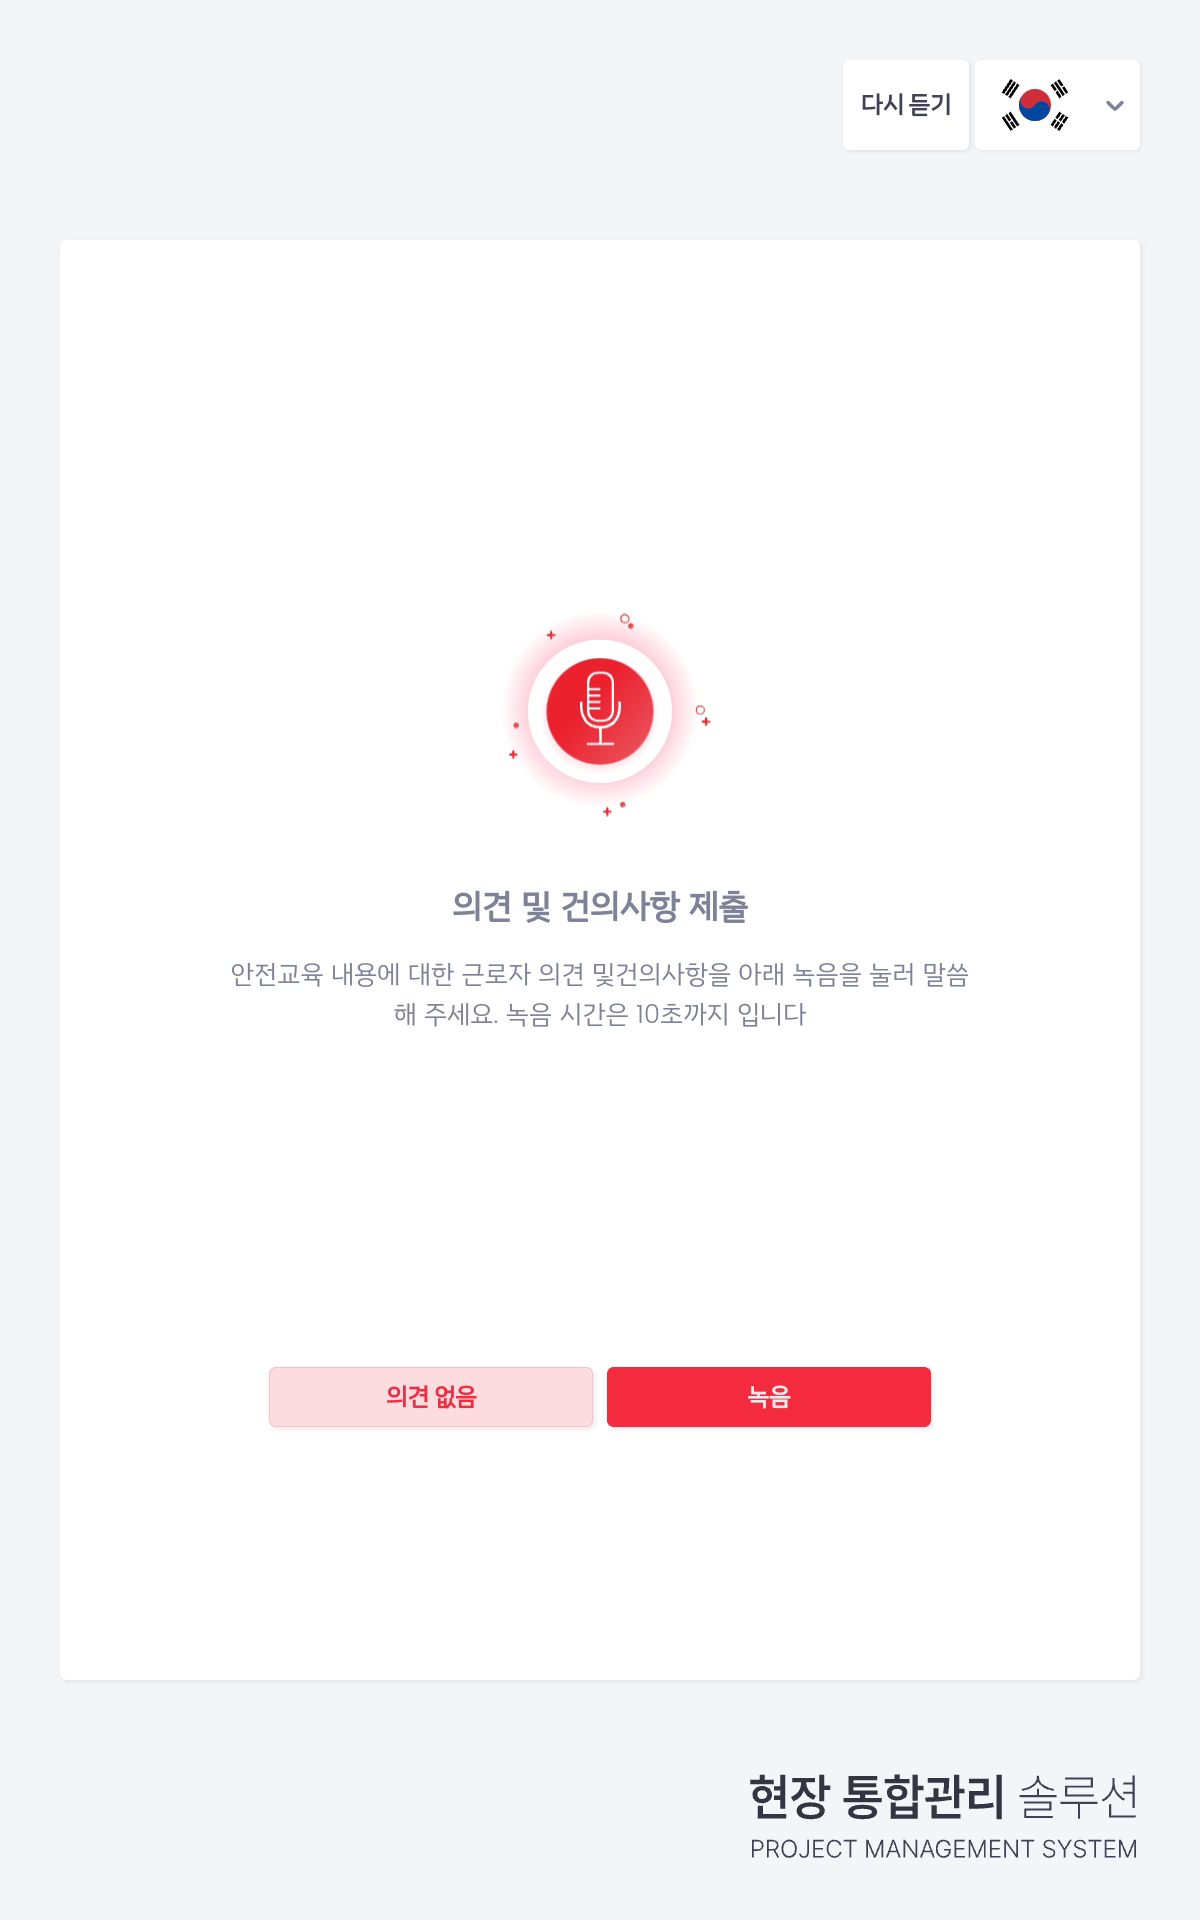 다시 듣기
의견 및 건의사항 제출
안전교육 내용에 대한 근로자 의견 및건의사항을 아래 녹음을 눌러 말씀
해 주세요. 녹음 시간은 10초까지 입니다
의견 없음
녹음
현장 통합관리 솔루션
PROJECT MANAGEMENT SYSTEM